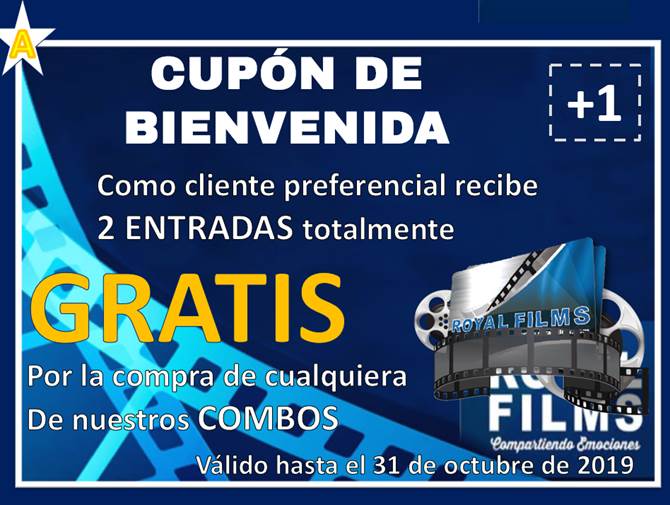 A
CUPÓN DE
BIENVENIDA
+1
Como cliente preferencial recibe
2 ENTRADAS totalmente
GRATIS
ROYAL FILMS
Por la compra de cualquiera
De nuestros COMBOS
FILMS
Compartiendo Emociones
Válido hasta el 31 de octubre de 2019